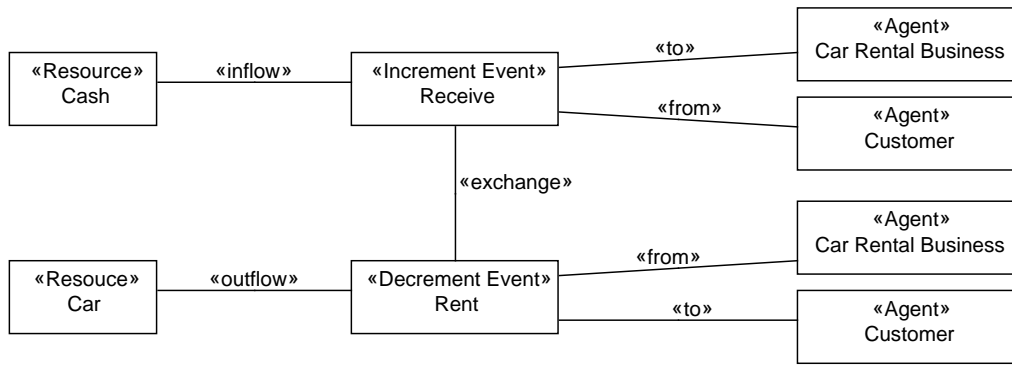 «Agent»
Car Rental Business
«to»
«Resource»
Cash
«inflow»
«Increment Event»
Receive
«from»
«Agent»
Customer
«exchange»
«Agent»
Car Rental Business
«from»
«Resouce»
Car
«outflow»
«Decrement Event»
Rent
«to»
«Agent»
Customer